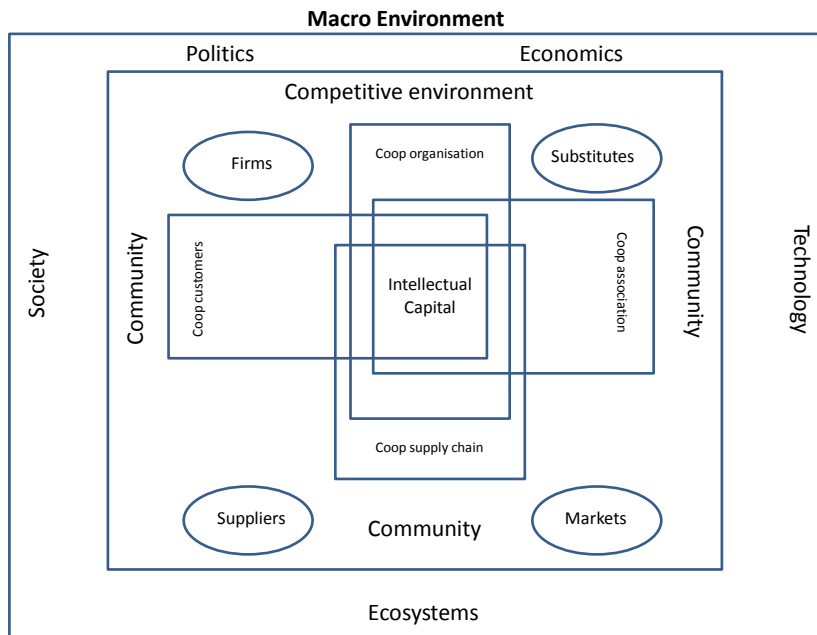 Macro Environment
Politics
Economics
Competitive environment
Firms
Coop organisation
Substitutes
Society
Community
Coop customers
Intellectual
Capital
Coop association
Community
Technology
Coop supply chain
Suppliers
Community
Markets
Ecosystems